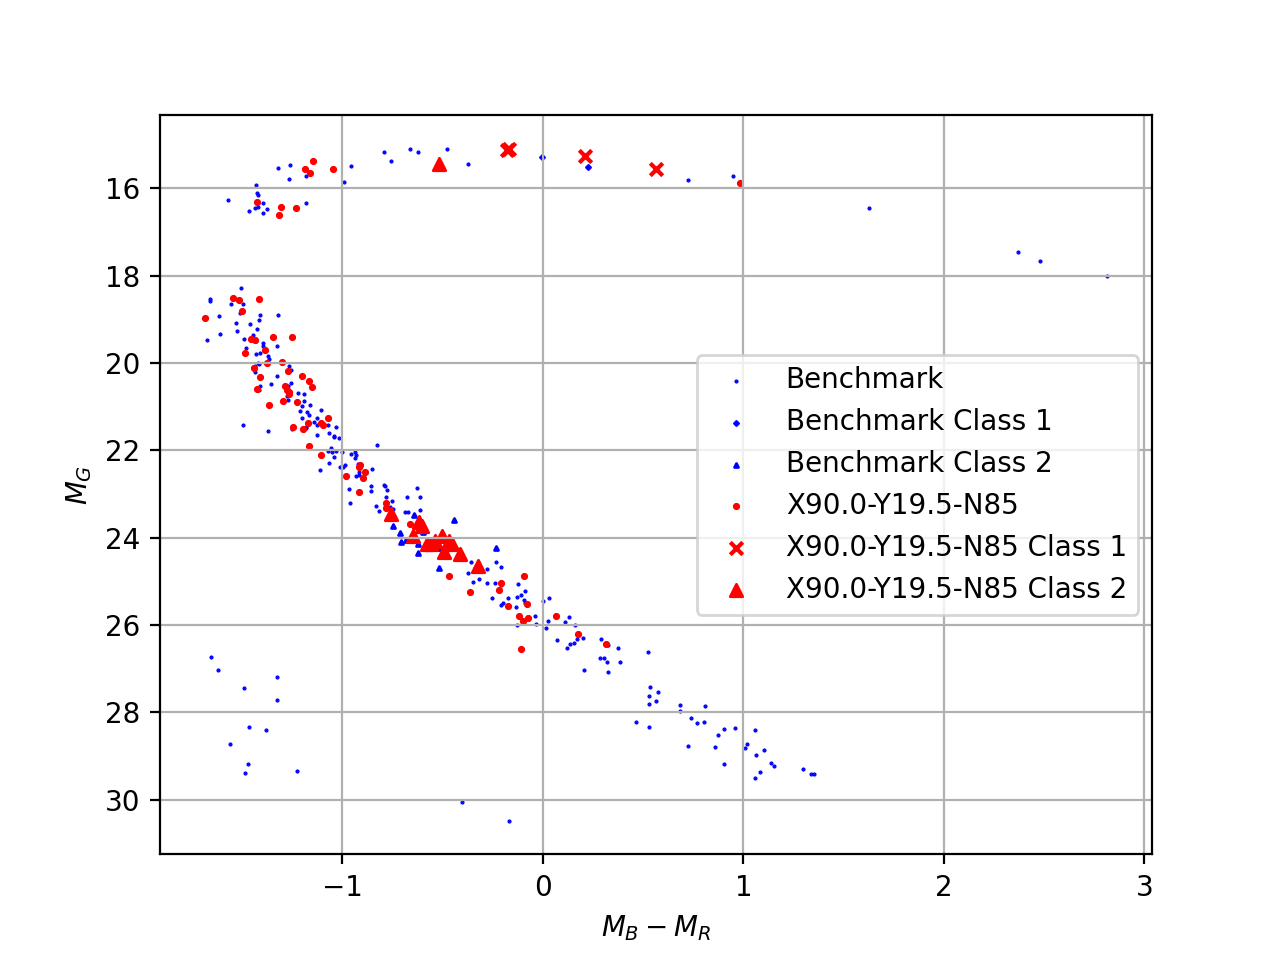 16
18
20
22
24
26
28
30
M_G
Benchmark
Benchmark Class 1
Benchmark Class 2
X90.0-Y19.5-N85
X90.0-Y19.5-N85 Class 1
X90.0-Y19.5-N85 Class 2
−1 0 1 2 3
M_B − M_R